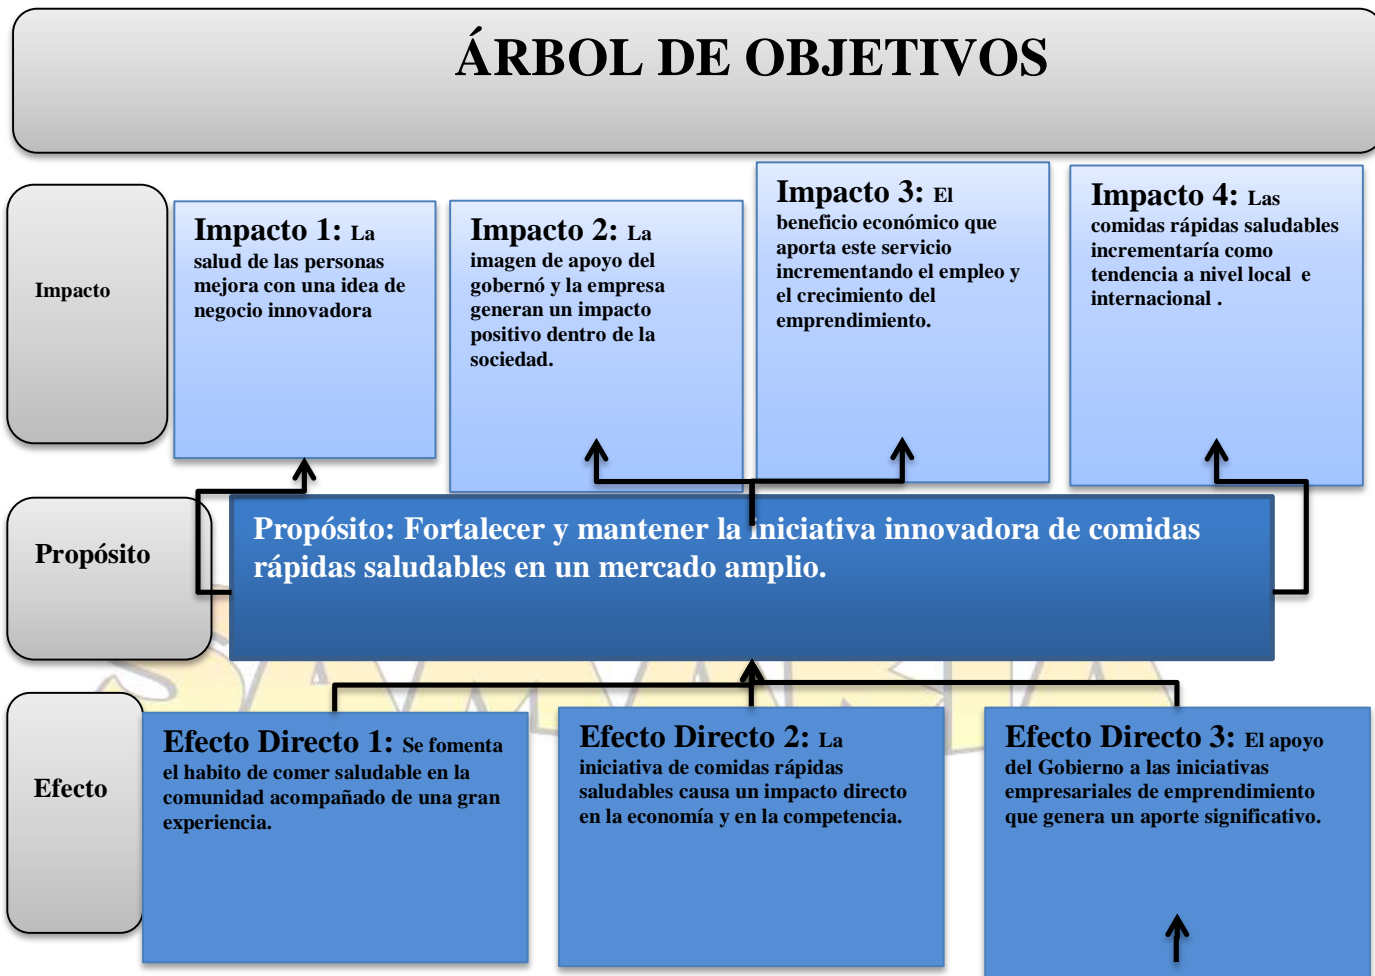 ÁRBOL DE OBJETIVOS
Impacto
Impacto 1: La
salud de las personas
mejora con una idea de
negocio innovadora
Impacto 2: La
imagen de apoyo del
gobernó y la empresa
generan un impacto
positivo dentro de la
sociedad.
Impacto 3: El
beneficio económico que
aporta este servicio
incrementando el empleo y
el crecimiento del
emprendimiento.
Impacto 4: Las
comidas rápidas saludables
incrementaría como
tendencia a nivel local e
internacional .
Propósito
Propósito: Fortalecer y mantener la iniciativa innovadora de comidas
rápidas saludables en un mercado amplio.
SAMARIA
Efecto
Efecto Directo 1: Se fomenta
el habito de comer saludable en la
comunidad acompañado de una gran
experiencia.
Efecto Directo 2: La
iniciativa de comidas rápidas
saludables causa un impacto directo
en la economía y en la competencia.
Efecto Directo 3: El apoyo
del Gobierno a las iniciativas
empresariales de emprendimiento
que genera un aporte significativo.